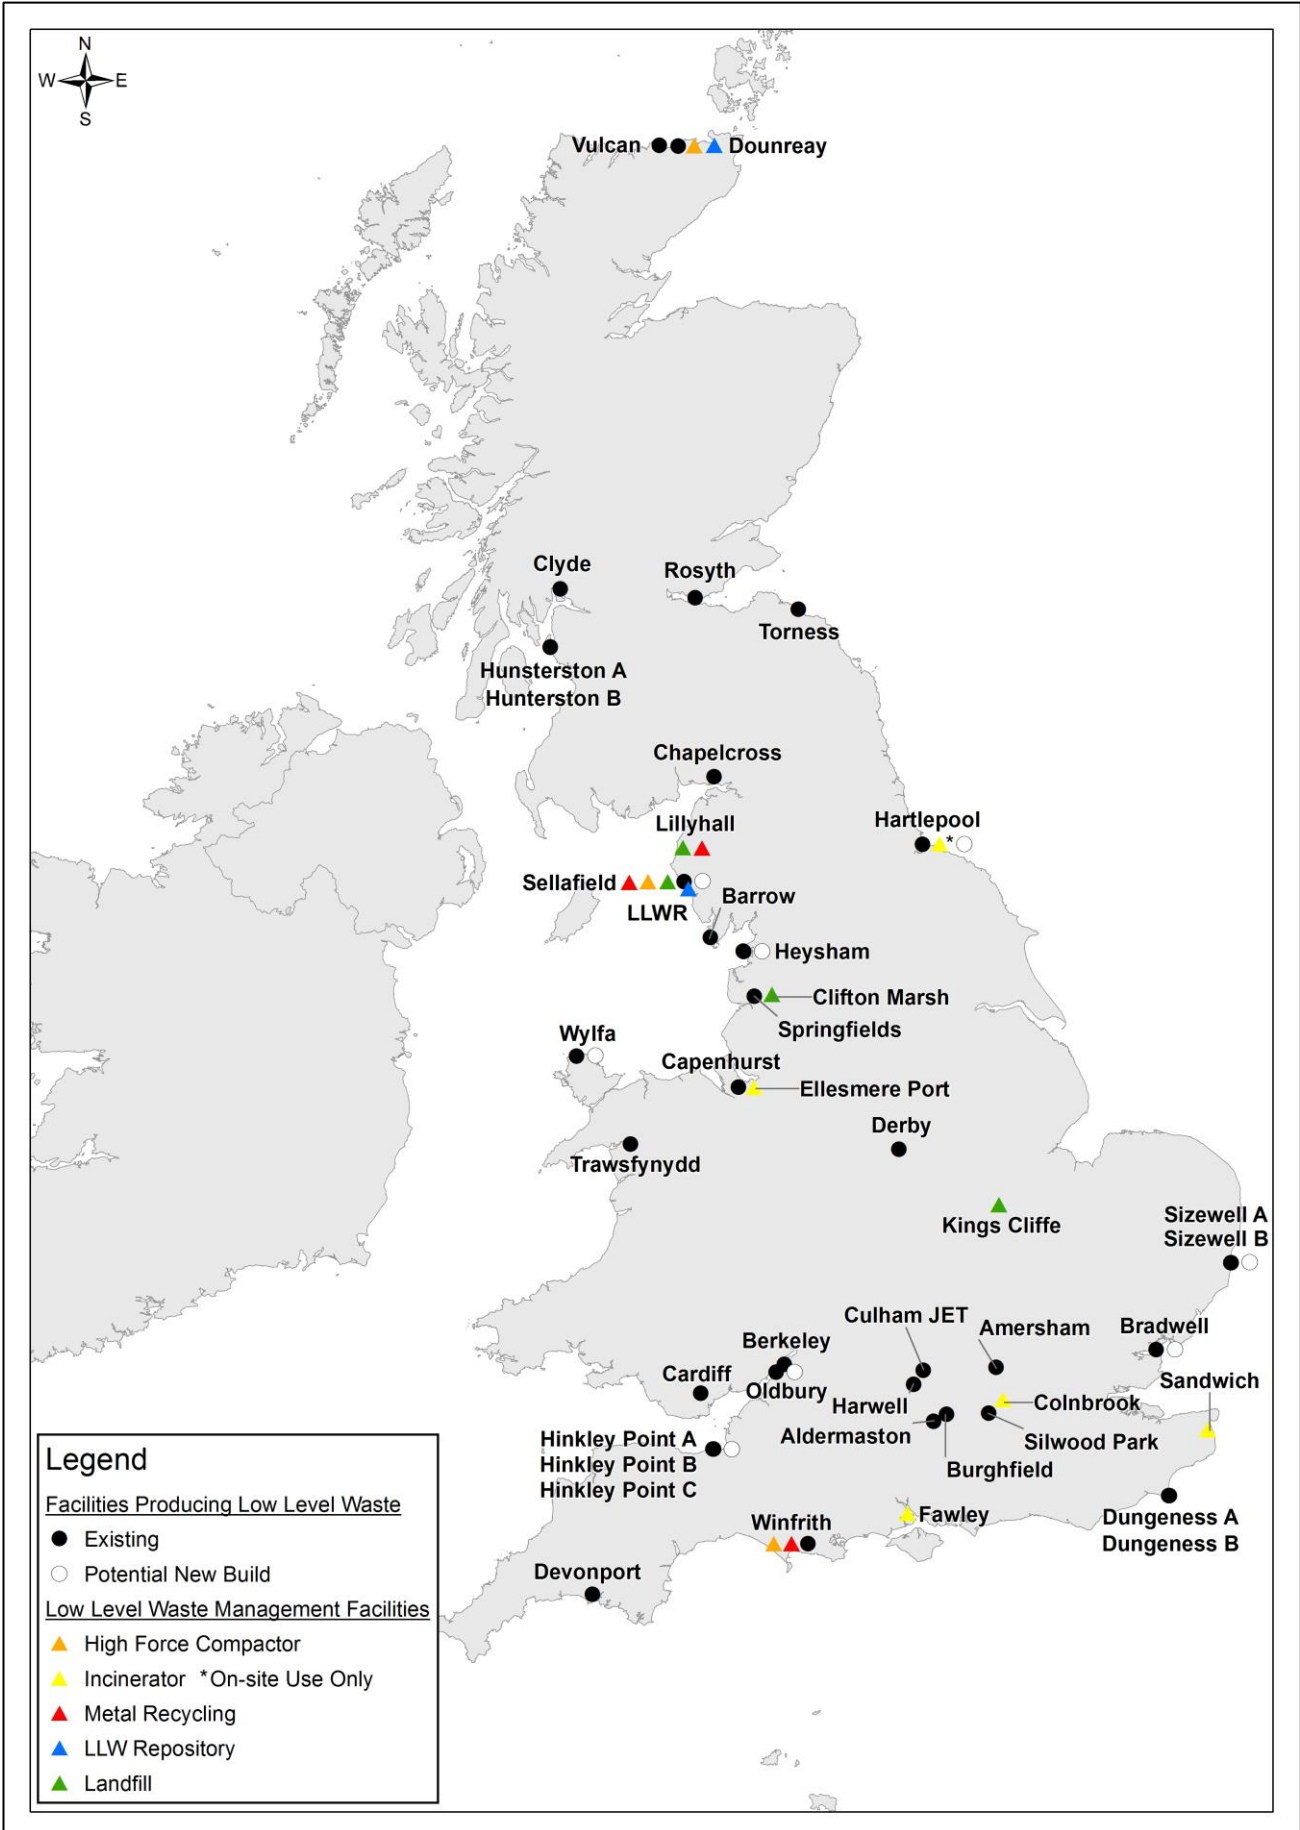 N
W E
S
Vulcan Dounreay
Clyde
Rosyth
Torness
Hunsterston A
Hunterston B
Chapelcross
Lillyhall
Hartlepool
*
Sellafield
LLWR
Barrow
Heysham
Clifton Marsh
Springfields
Wylfa
Capenhurst
Ellesmere Port
Derby
Trawsfynydd
Kings Cliffe
Sizewell A
Sizewell B
Culham JET
Amersham
Bradwell
Berkeley
Cardiff
Oldbury
Harwell
Sandwich
Colnbrook
Aldermaston
Silwood Park
Burghfield
Hinkley Point A
Hinkley Point B
Hinkley Point C
Fawley
Dungeness A
Dungeness B
Winfrith
Devonport
Legend
Facilities Producing Low Level Waste
Existing
Potential New Build
Low Level Waste Management Facilities
High Force Compactor
Incinerator *On-site Use Only
Metal Recycling
LLW Repository
Landfill